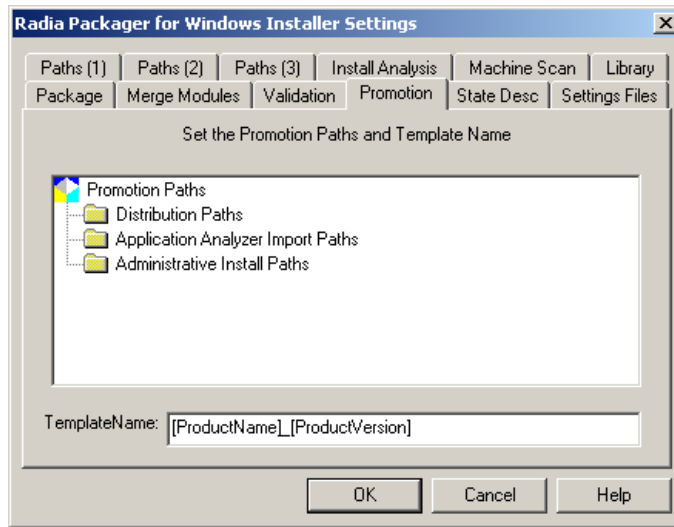 Radia Packager for Windows Installer Settings
Paths (1) Paths (2) Paths (3) Install Analysis Machine Scan Library
Package Merge Modules Validation Promotion State Desc Settings Files
Set the Promotion Paths and Template Name
Promotion Paths
Distribution Paths
Application Analyzer Import Paths
Administrative Install Paths
TemplateName: [ProductName]_[ProductVersion]
OK Cancel Help